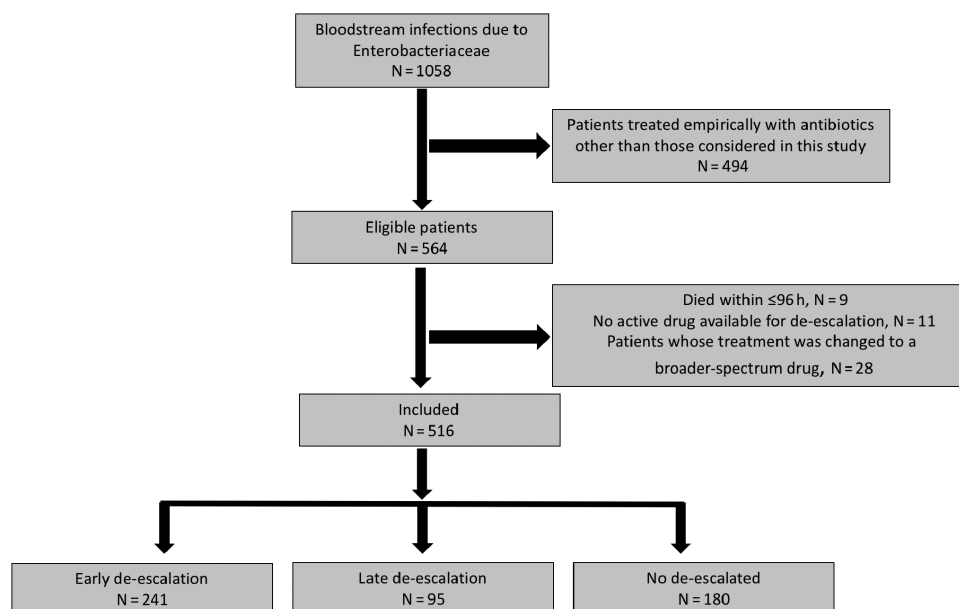 Bloodstream infections due to
Enterobacteriaceae
N = 1058
Patients treated empirically with antibiotics
other than those considered in this study
N = 494
Eligible patients
N = 564
Died within ≤96 h, N = 9
No active drug available for de-escalation, N = 11
Patients whose treatment was changed to a
broader-spectrum drug, N = 28
Included
N = 516
Early de-escalation
N = 241
Late de-escalation
N = 95
No de-escalated
N = 180